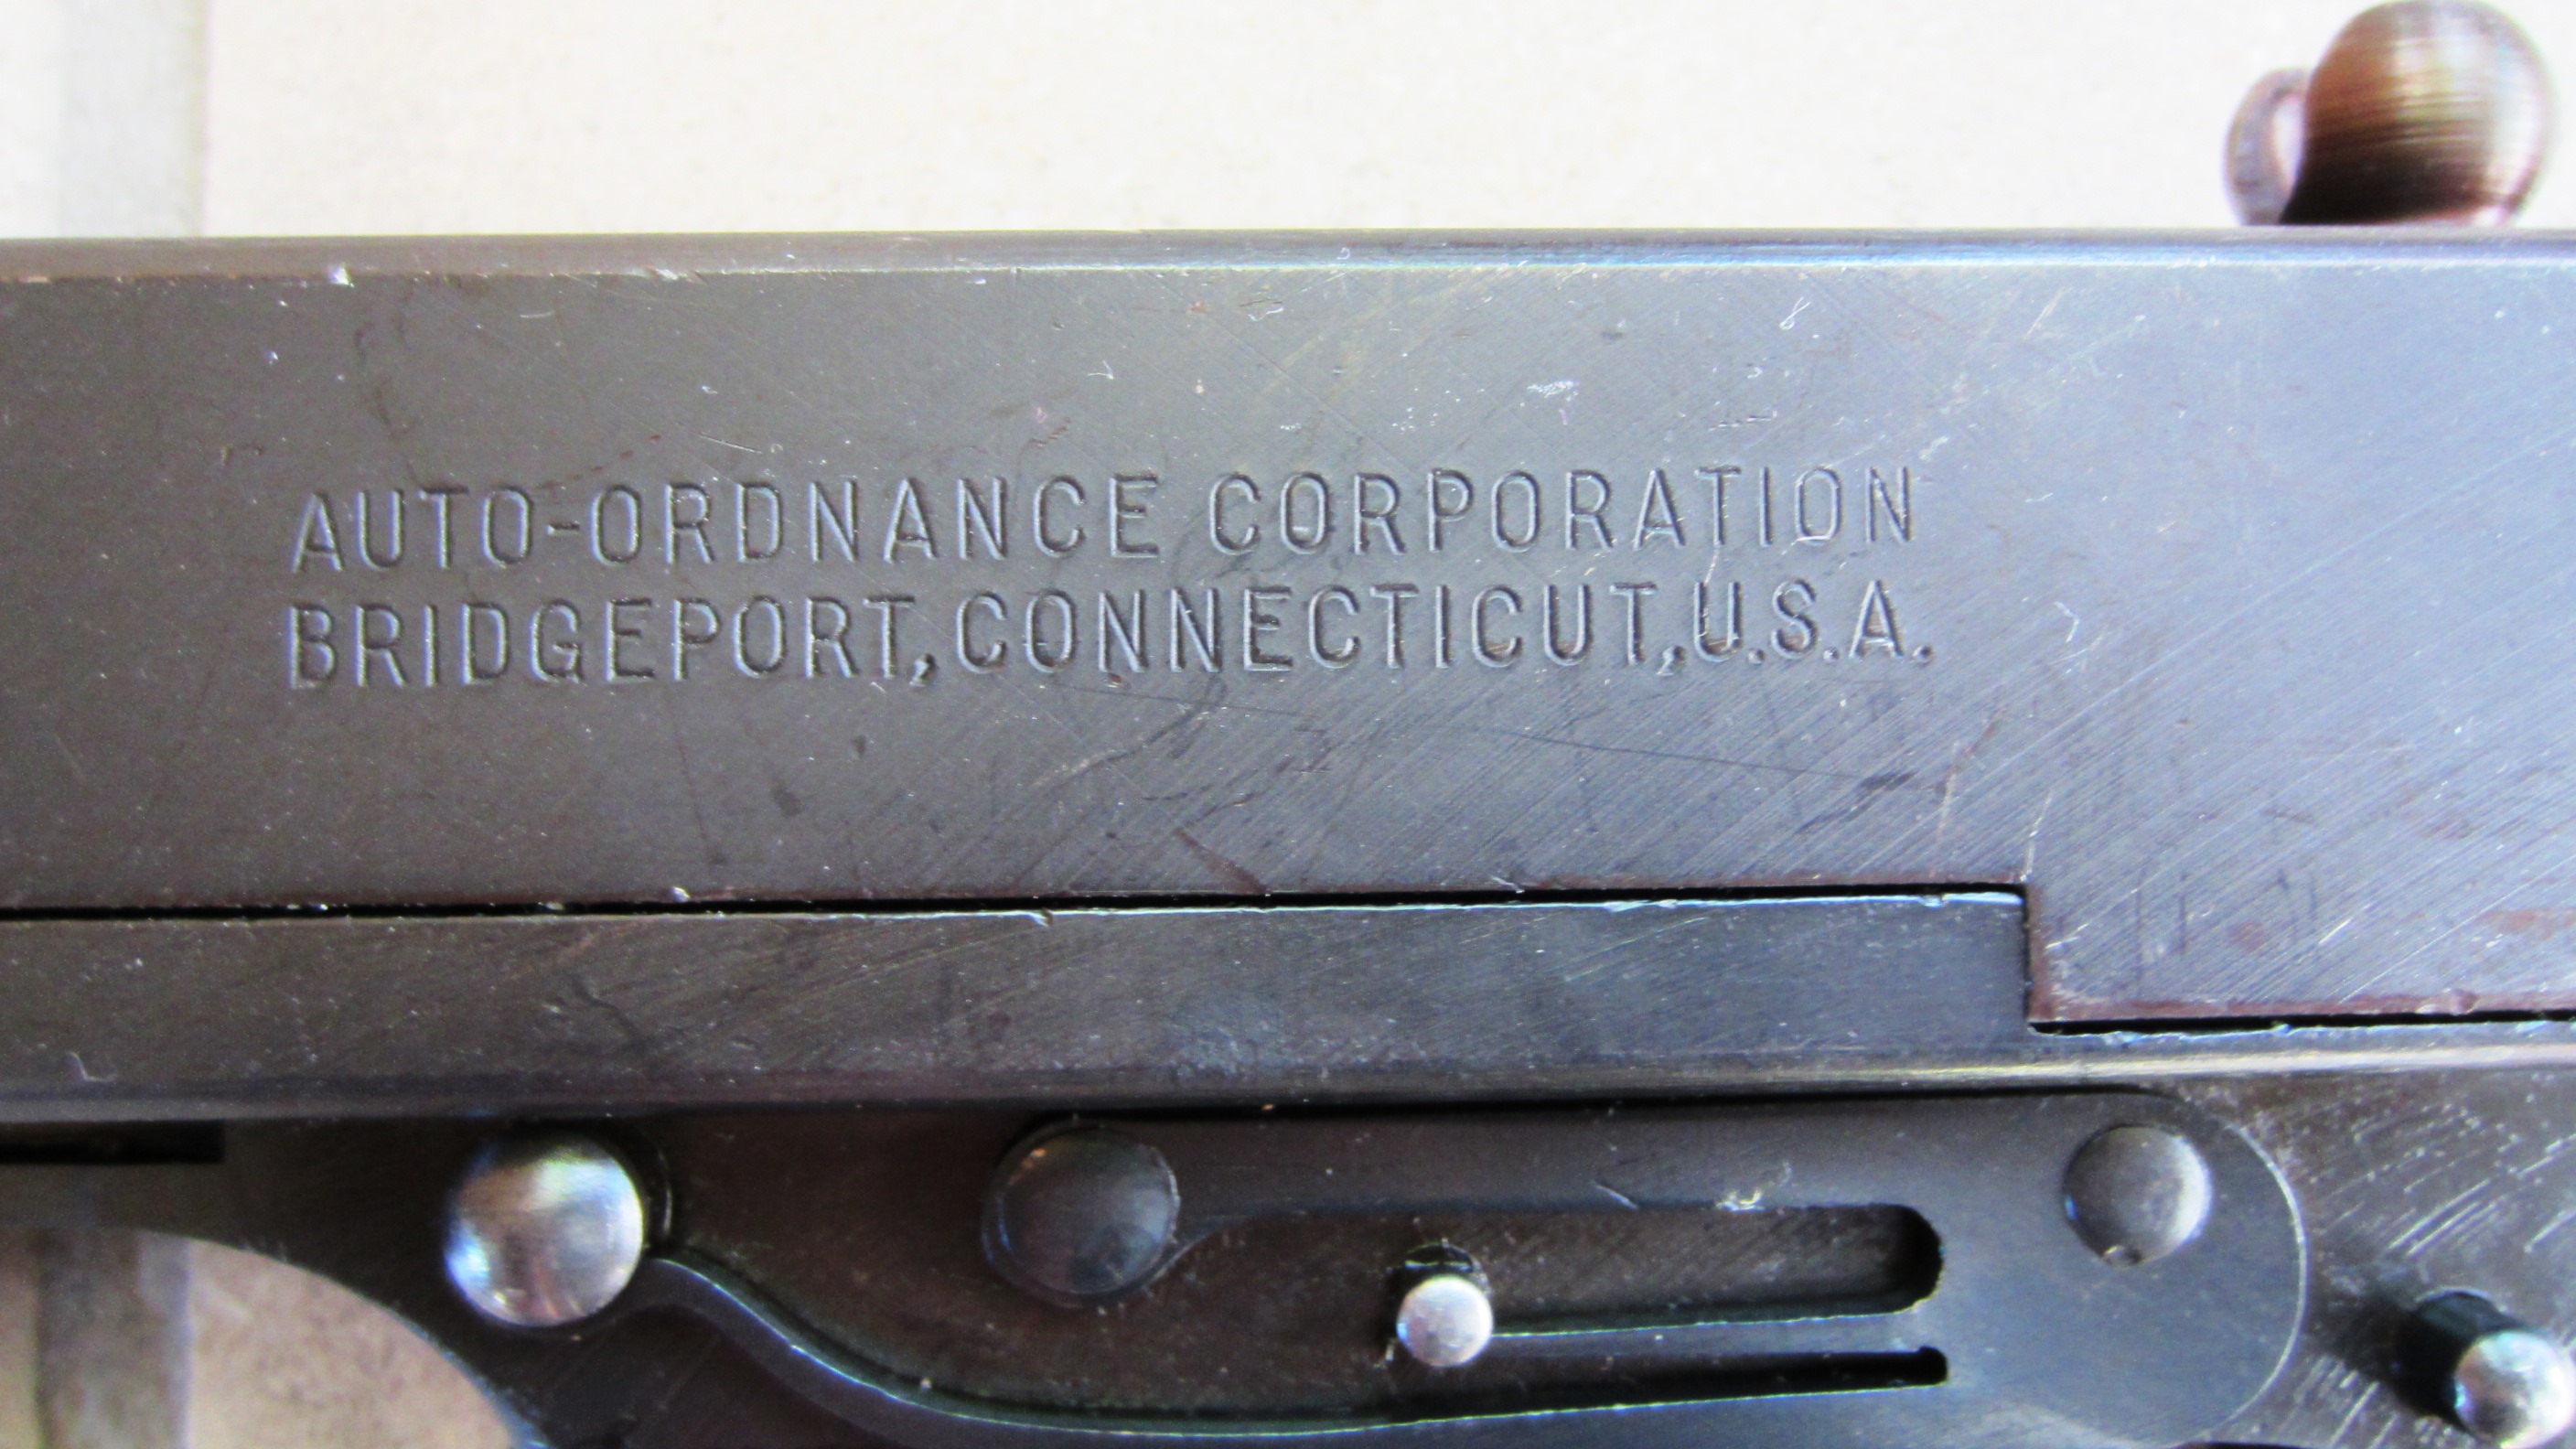 AUTO-ORDNANCE CORPORATION
BRIDGEPORT,CONNECTICUT,U.S.A.